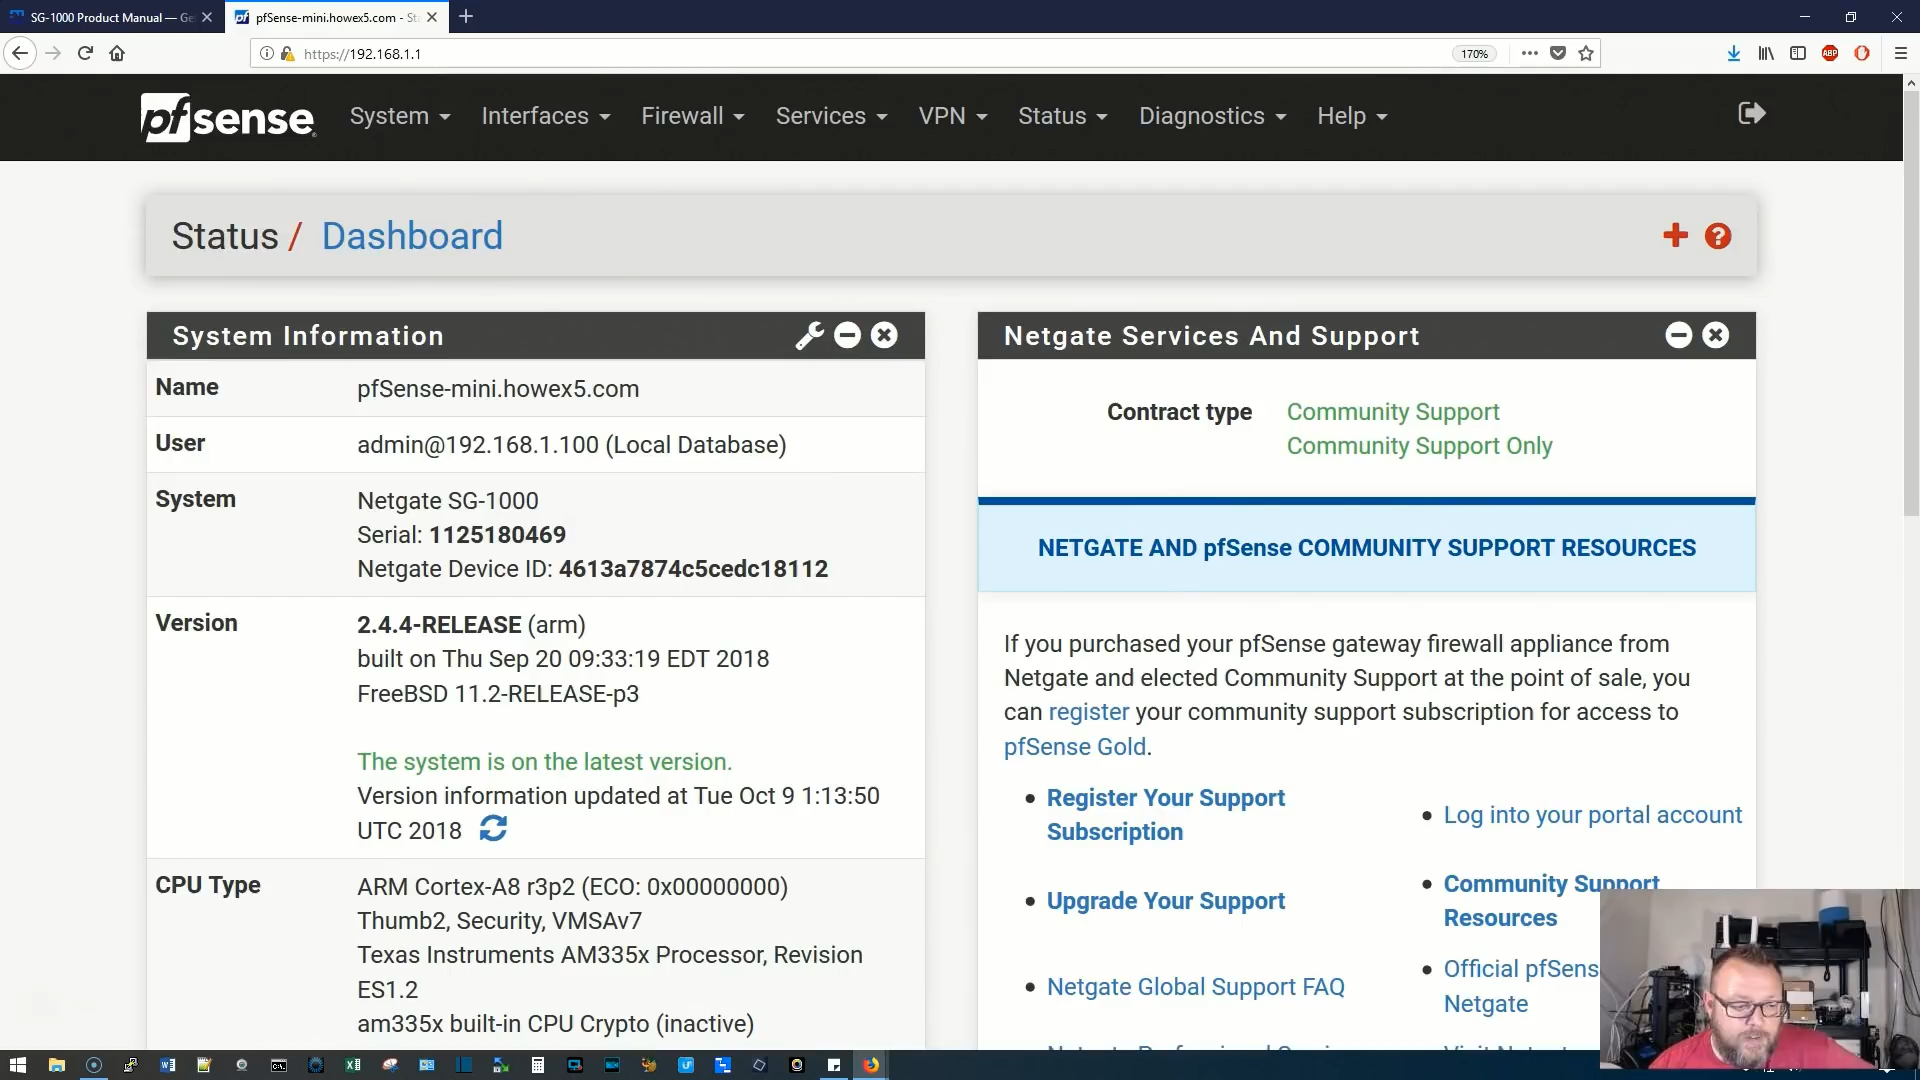 SG-1000 Product Manual — Ge
pfSense-mini.howex5.com - St
https://192.168.1.1
170%
ABP
pfsense
System
Interfaces
Firewall
Services
VPN
Status
Diagnostics
Help
Status / Dashboard
System Information
Name
pfSense-mini.howex5.com
User
admin@192.168.1.100 (Local Database)
System
Netgate SG-1000
Serial: 1125180469
Netgate Device ID: 4613a7874c5cedc18112
Version
2.4.4-RELEASE (arm)
built on Thu Sep 20 09:33:19 EDT 2018
FreeBSD 11.2-RELEASE-p3
The system is on the latest version.
Version information updated at Tue Oct 9 1:13:50
UTC 2018
CPU Type
ARM Cortex-A8 r3p2 (ECO: 0x00000000)
Thumb2, Security, VMSAv7
Texas Instruments AM335x Processor, Revision
ES1.2
am335x built-in CPU Crypto (inactive)
Netgate Services And Support
Contract type
Community Support
Community Support Only
NETGATE AND pfSense COMMUNITY SUPPORT RESOURCES
If you purchased your pfSense gateway firewall appliance from
Netgate and elected Community Support at the point of sale, you
can register your community support subscription for access to
pfSense Gold.
Register Your Support
Subscription
Log into your portal account
Upgrade Your Support
Community Support
Resources
Netgate Global Support FAQ
Official pfSens
Netgate